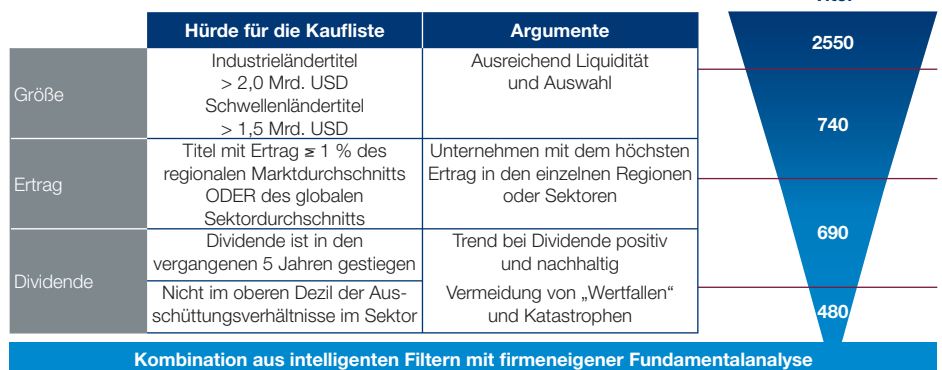 Hürde für die Kaufliste
Argumente
2550
Größe
Industrieländertitel
> 2,0 Mrd. USD
Schwellenländertitel
> 1,5 Mrd. USD
Ausreichend Liquidität
und Auswahl
740
Ertrag
Titel mit Ertrag ≥ 1 % des
regionalen Marktdurchschnitts
ODER des globalen
Sektordurchschnitts
Unternehmen mit dem höchsten
Ertrag in den einzelnen Regionen
oder Sektoren
690
Dividende
Dividende ist in den
vergangenen 5 Jahren gestiegen
Trend bei Dividende positiv
und nachhaltig
Nicht im oberen Dezil der Aus-
schüttungsverhältnisse im Sektor
Vermeidung von „Wertfallen“
und Katastrophen
480
Kombination aus intelligenten Filtern mit firmeneigener Fundamentalanalyse